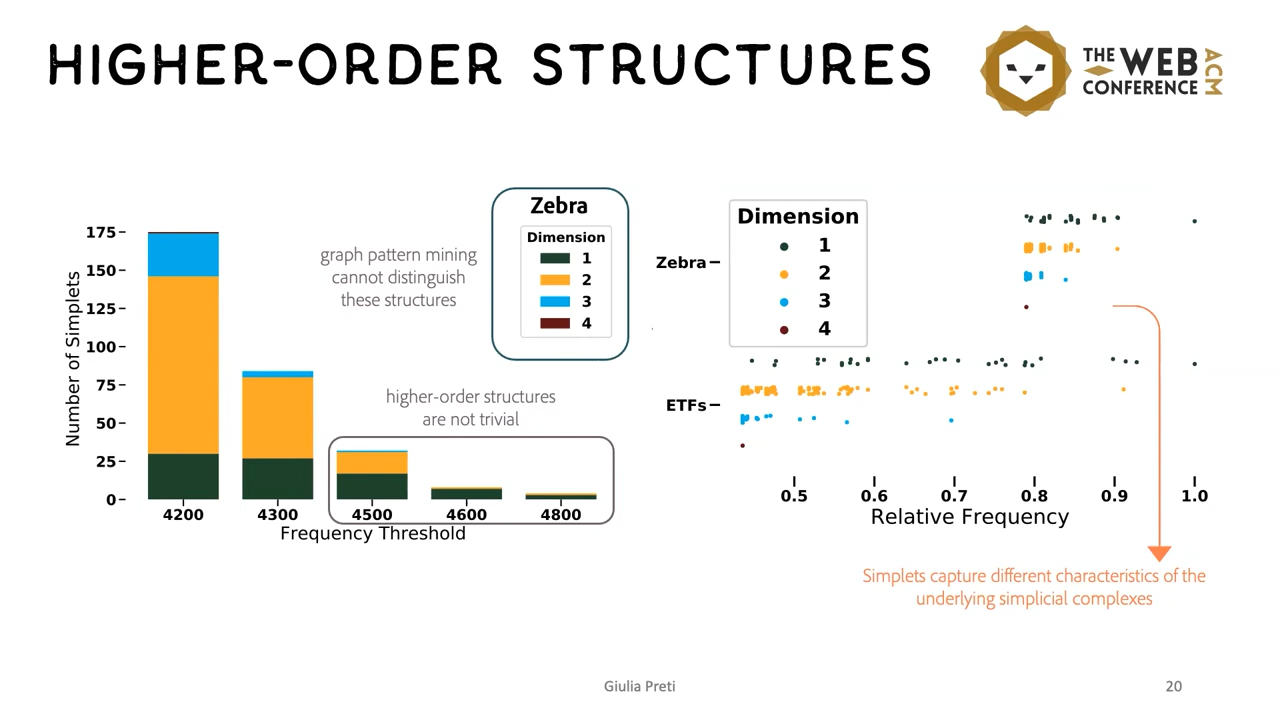 HIGHER-ORDER STRUCTURES
THE WEB
CONFERENCE
ACM
175
150
125
100
75
50
25
0
Number of Simplets
4200
4300
4500
4600
4800
Frequency Threshold
graph pattern mining
cannot distinguish
these structures
Zebra
Dimension
1
2
3
4
higher-order structures
are not trivial
Dimension
1
2
3
4
Zebra
ETFs
0.5
0.6
0.7
0.8
0.9
1.0
Relative Frequency
Simplets capture different characteristics of the
underlying simplicial complexes
Giulia Preti
20